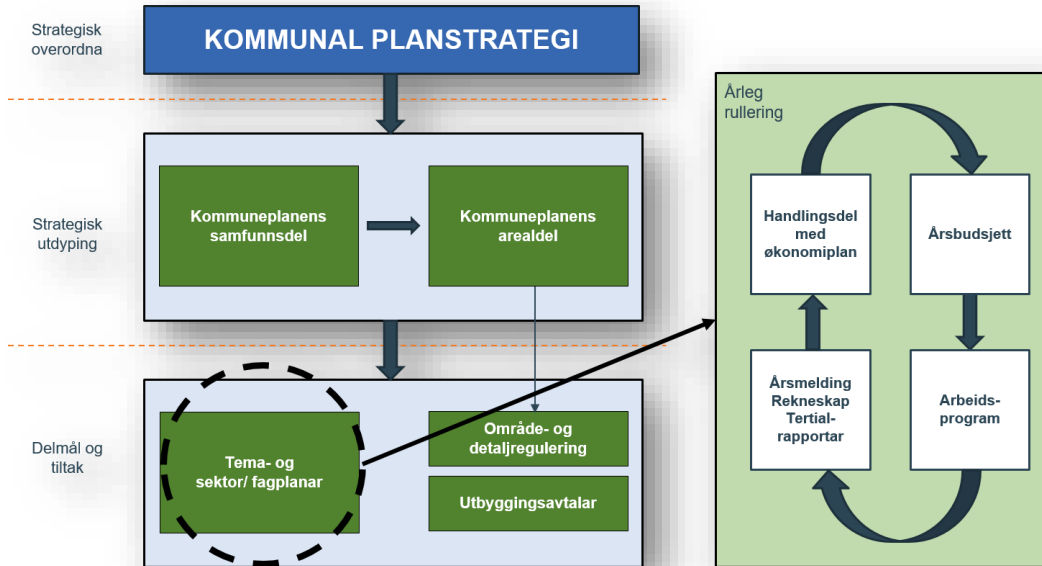 Strategisk
overordna
KOMMUNAL PLANSTRATEGI
Strategisk
utdyping
Kommuneplanens
samfunnsdel
Kommuneplanens
arealdel
Delmål og
tiltak
Tema- og
sektor/ fagplanar
Område- og
detaljregulering
Utbyggingsavtalar
Årleg
rullering
Handlingsdel
med
økonomiplan
Årsbudsjett
Årsmelding
Rekneskap
Tertial-
rapportar
Arbeids-
program